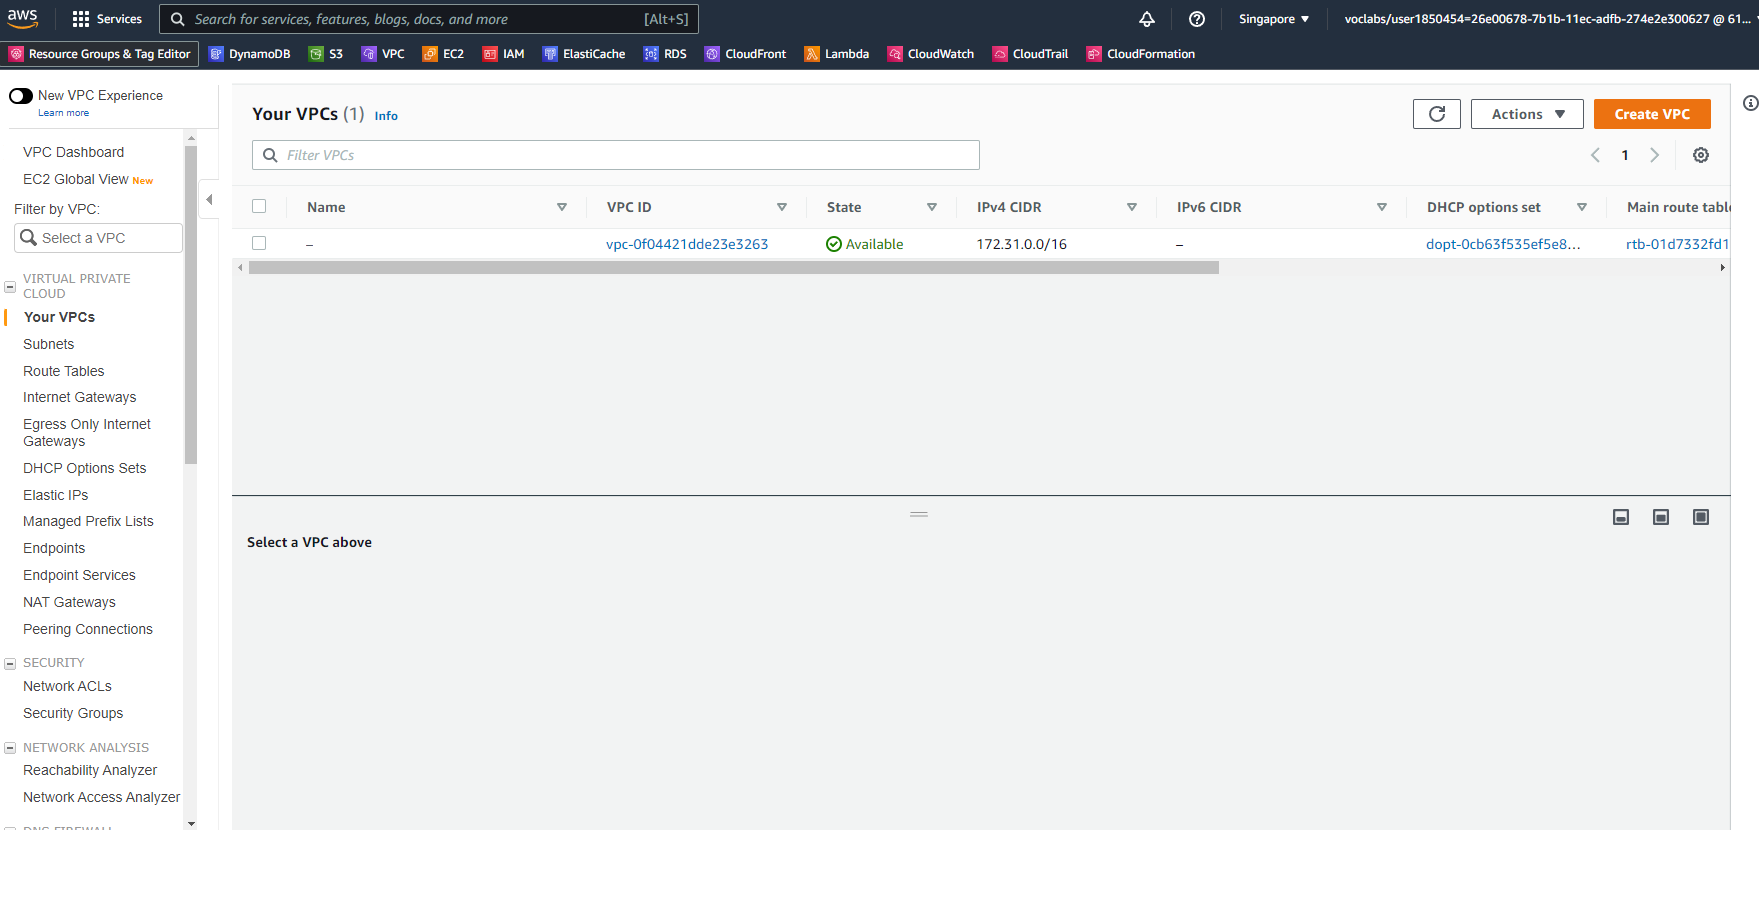 aws Services Search for services, features, blogs, docs, and more [Alt+S] Singapore voclabs/user1850454=26e00678-7b1b-11ec-adfb-274e2e300627 @ 61...
Resource Groups & Tag Editor DynamoDB S3 VPC EC2 IAM ElastiCache RDS CloudFront Lambda CloudWatch CloudTrail CloudFormation
New VPC Experience
Learn more
VPC Dashboard
EC2 Global View New
Filter by VPC:
Select a VPC
VIRTUAL PRIVATE
CLOUD
Your VPCs
Subnets
Route Tables
Internet Gateways
Egress Only Internet
Gateways
DHCP Options Sets
Elastic IPs
Managed Prefix Lists
Endpoints
Endpoint Services
NAT Gateways
Peering Connections
SECURITY
Network ACLs
Security Groups
NETWORK ANALYSIS
Reachability Analyzer
Network Access Analyzer
DNS FIREWALL
Your VPCs (1) Info
Actions Create VPC
Filter VPCs
1
Name VPC ID State IPv4 CIDR IPv6 CIDR DHCP options set Main route table
– vpc-0f04421dde23e3263 Available 172.31.0.0/16 – dopt-0cb63f535ef5e8... rtb-01d7332fd1
Select a VPC above